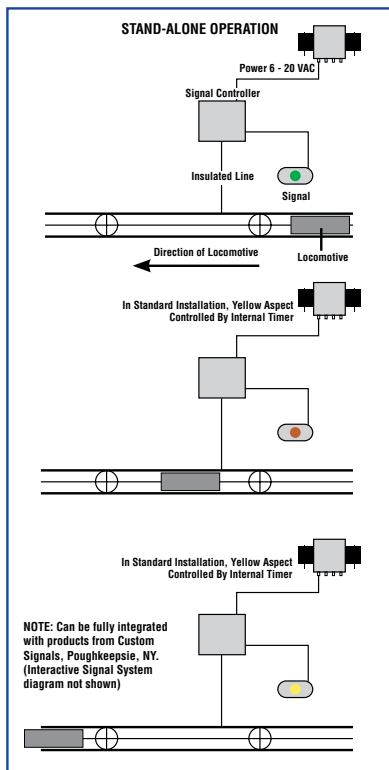 STAND-ALONE OPERATION
Power 6 - 20 VAC
Signal Controller
Insulated Line
Signal
Direction of Locomotive
Locomotive
In Standard Installation, Yellow Aspect
Controlled By Internal Timer
In Standard Installation, Yellow Aspect
Controlled By Internal Timer
NOTE: Can be fully integrated
with products from Custom
Signals, Poughkeepsie, NY.
(Interactive Signal System
diagram not shown)